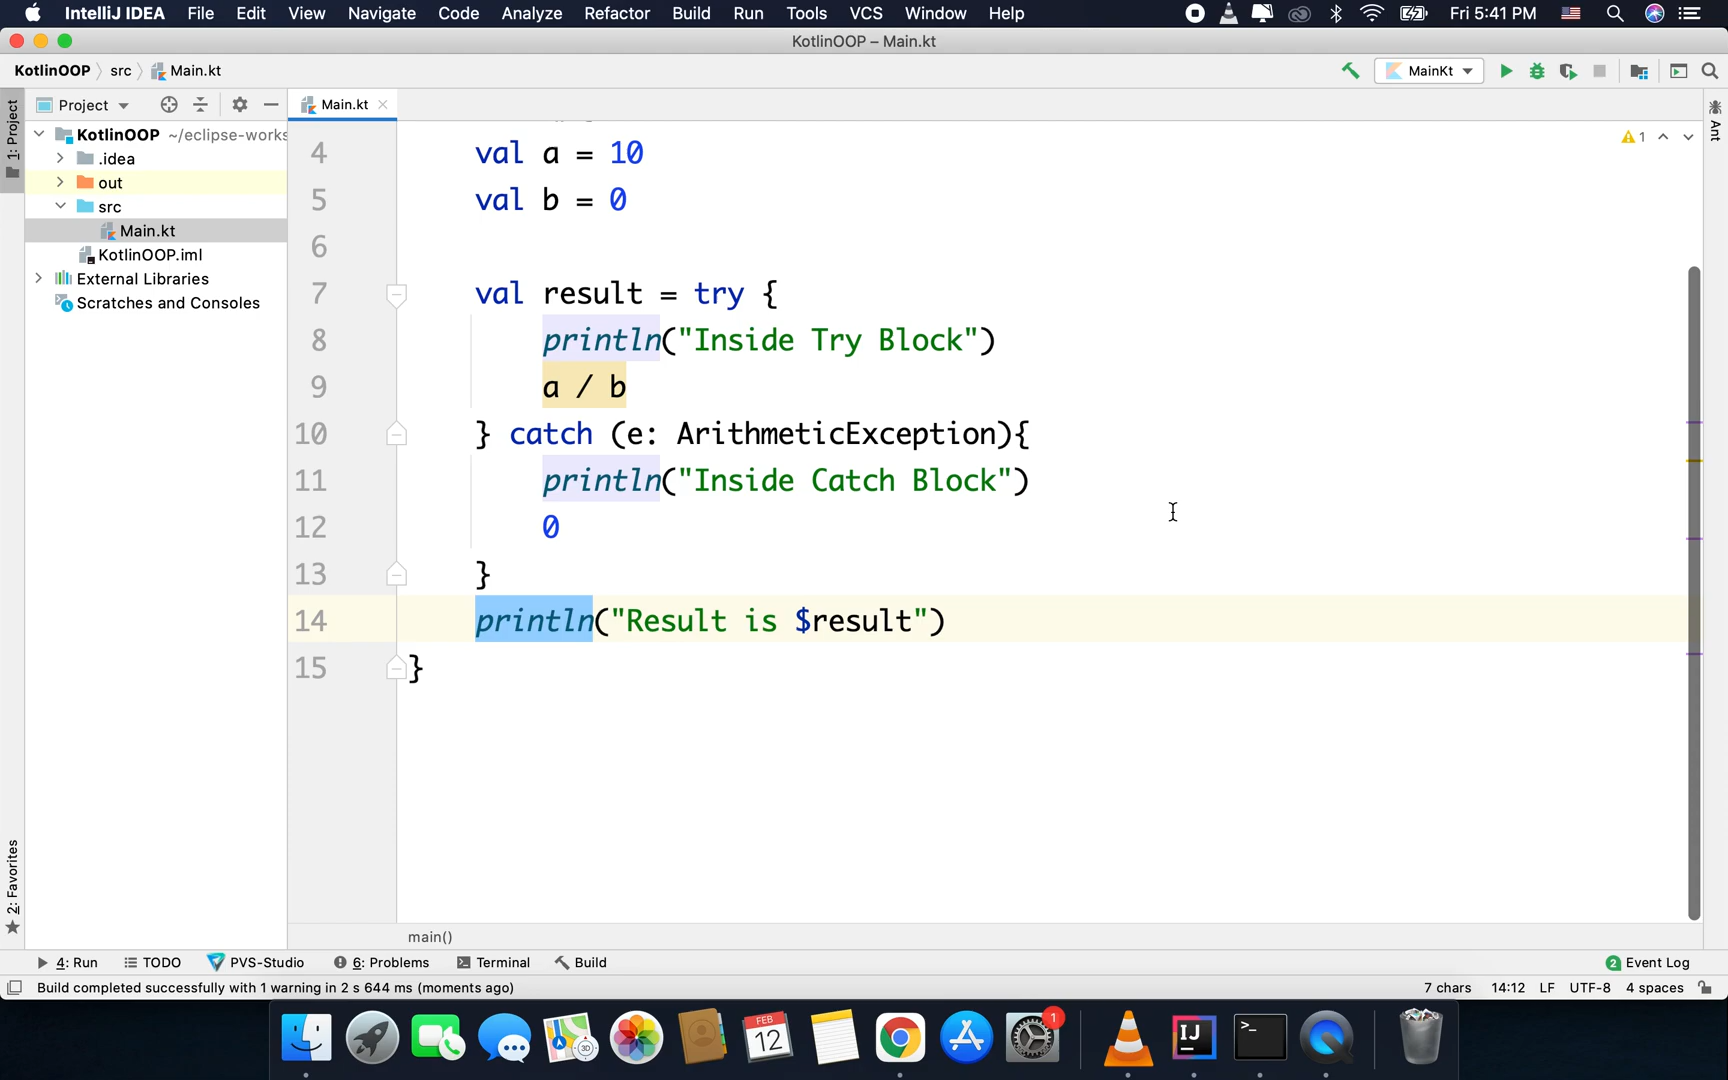 IntelliJ IDEA File Edit View Navigate Code Analyze Refactor Build Run Tools VCS Window Help Fri 5:41 PM
KotlinOOP – Main.kt
KotlinOOP src Main.kt MainKt
1: Project
Project
Main.kt
Ant
KotlinOOP ~/eclipse-works
.idea
out
src
Main.kt
KotlinOOP.iml
External Libraries
Scratches and Consoles
1
4 val a = 10
5 val b = 0
6
7 val result = try {
8 println("Inside Try Block")
9 a / b
10 } catch (e: ArithmeticException){
11 println("Inside Catch Block")
12 0
13 }
14 println("Result is $result")
15 }
2: Favorites
main()
4: Run TODO PVS-Studio 6: Problems Terminal Build 2 Event Log
Build completed successfully with 1 warning in 2 s 644 ms (moments ago) 7 chars 14:12 LF UTF-8 4 spaces
3D
FEB
12
1
IJ
>_